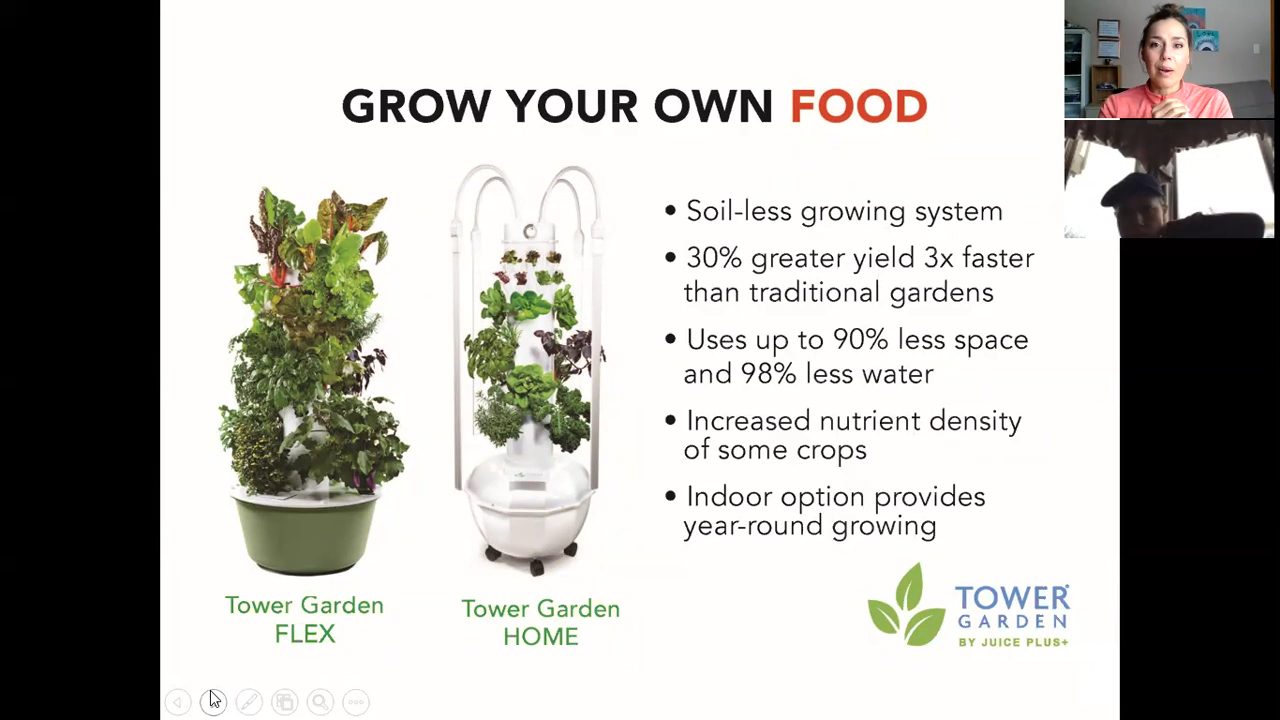 GROW YOUR OWN FOOD
• Soil-less growing system
• 30% greater yield 3x faster
than traditional gardens
• Uses up to 90% less space
and 98% less water
• Increased nutrient density
of some crops
• Indoor option provides
year-round growing
Tower Garden
FLEX
Tower Garden
HOME
TOWER
GARDEN
BY JUICE PLUS+